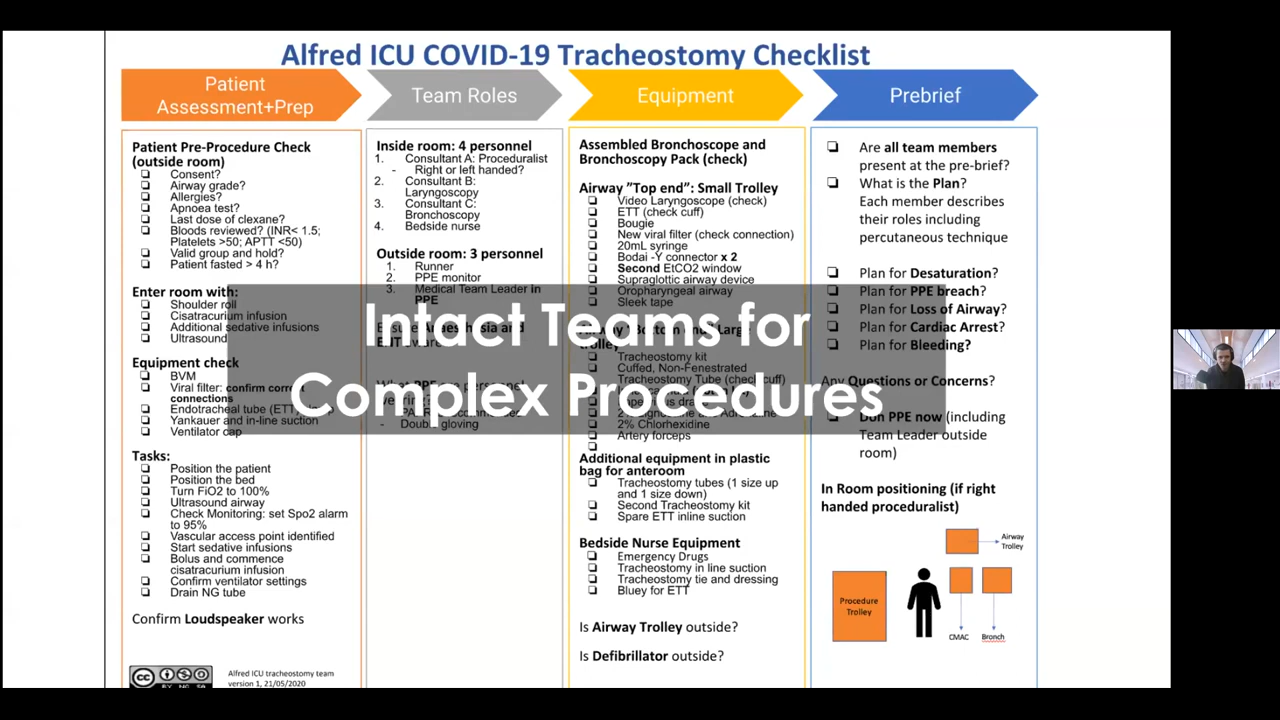 Alfred ICU COVID-19 Tracheostomy Checklist
Patient
Assessment+Prep
Team Roles
Equipment
Prebrief
Patient Pre-Procedure Check
(outside room)
Consent?
Airway grade?
Allergies?
Apnoea test?
Last dose of clexane?
Bloods reviewed? (INR< 1.5;
Platelets >50; APTT <50)
Valid group and hold?
Patient fasted > 4 h?
Enter room with:
Shoulder roll
Cisatracurium infusion
Additional sedative infusions
Ultrasound
Equipment check
BVM
Viral filter: confirm correct
connections
Endotracheal tube (ETT) clamp
Yankauer and in-line suction
Ventilator cap
Tasks:
Position the patient
Position the bed
Turn FiO2 to 100%
Ultrasound airway
Check Monitoring: set Spo2 alarm
to 95%
Vascular access point identified
Start sedative infusions
Bolus and commence
cisatracurium infusion
Confirm ventilator settings
Drain NG tube
Confirm Loudspeaker works
Alfred ICU tracheostomy team
version 1, 21/05/2020
Inside room: 4 personnel
1. Consultant A: Proceduralist
- Right or left handed?
2. Consultant B:
Laryngoscopy
3. Consultant C:
Bronchoscopy
4. Bedside nurse
Outside room: 3 personnel
1. Runner
2. PPE monitor
3. Medical Team Leader in
PPE
- Double gloving
Assembled Bronchoscope and
Bronchoscopy Pack (check)
Airway ”Top end”: Small Trolley
Video Laryngoscope (check)
ETT (check cuff)
Bougie
New viral filter (check connection)
20mL syringe
Bodai -Y connector x 2
Second EtCO2 window
Supraglottic airway device
Oropharyngeal airway
Sleek tape
Tracheostomy kit
Cuffed, Non-Fenestrated
Tracheostomy Tube (check cuff)
2% Chlorhexidine
Artery forceps
Additional equipment in plastic
bag for anteroom
Tracheostomy tubes (1 size up
and 1 size down)
Second Tracheostomy kit
Spare ETT inline suction
Bedside Nurse Equipment
Emergency Drugs
Tracheostomy in line suction
Tracheostomy tie and dressing
Bluey for ETT
Is Airway Trolley outside?
Is Defibrillator outside?
Are all team members
present at the pre-brief?
What is the Plan?
Each member describes
their roles including
percutaneous technique
Plan for Desaturation?
Plan for PPE breach?
Plan for Loss of Airway?
Plan for Cardiac Arrest?
Plan for Bleeding?
Any Questions or Concerns?
Don PPE now (including
Team Leader outside
room)
In Room positioning (if right
handed proceduralist)
Airway
Trolley
Procedure
Trolley
CMAC
Bronch
Intact Teams for
Complex Procedures